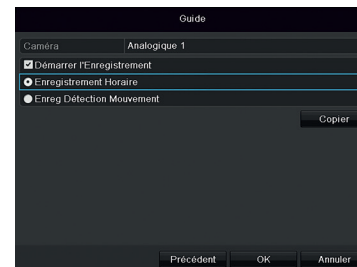 Guide
Caméra Analogique 1
Démarrer l'Enregistrement
Enregistrement Horaire
Enreg Détection Mouvement
Copier
Précédent OK Annuler